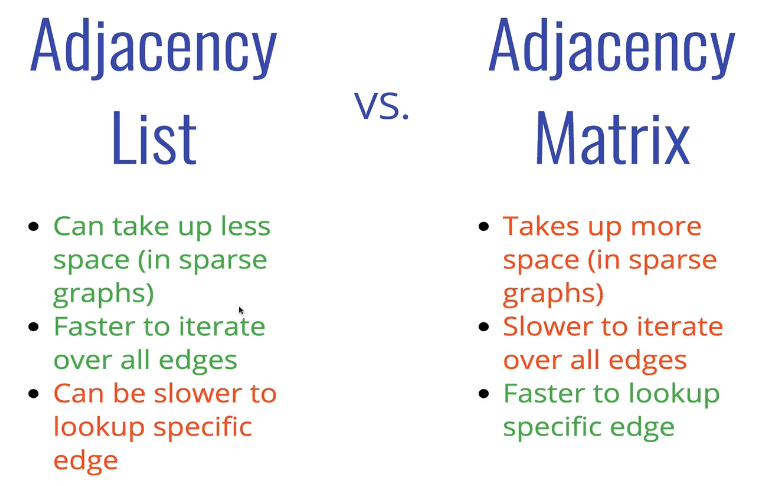 Adjacency
List
vs.
Adjacency
Matrix
• Can take up less
space (in sparse
graphs)
• Faster to iterate
over all edges
• Can be slower to
lookup specific
edge
• Takes up more
space (in sparse
graphs)
• Slower to iterate
over all edges
• Faster to lookup
specific edge